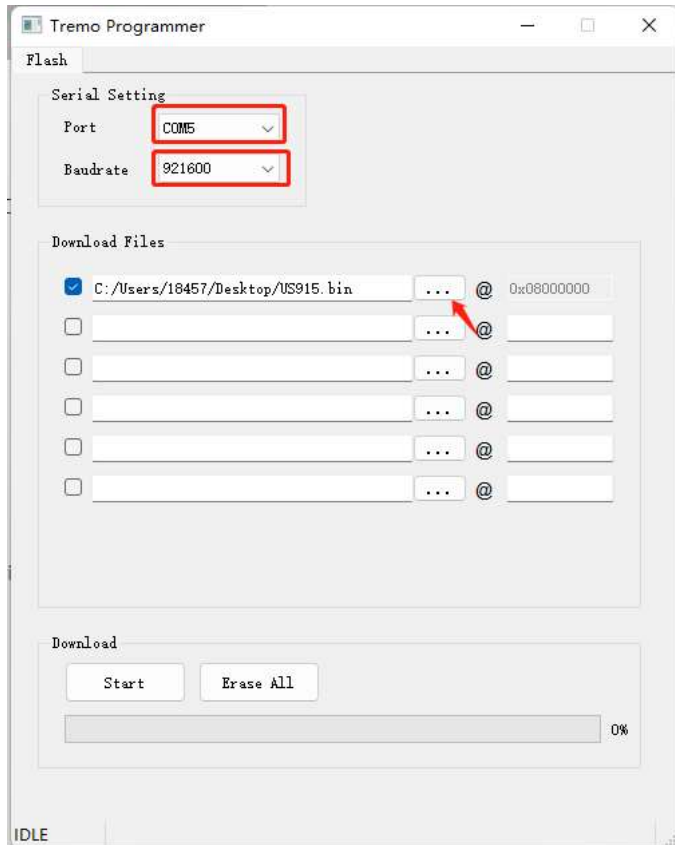 Tremo Programmer
Flash
Serial Setting
Port COM5
Baudrate 921600
Download Files
C:/Users/18457/Desktop/US915.bin ... @ 0x08000000
... @
... @
... @
... @
... @
Download
Start Erase All
0%
IDLE